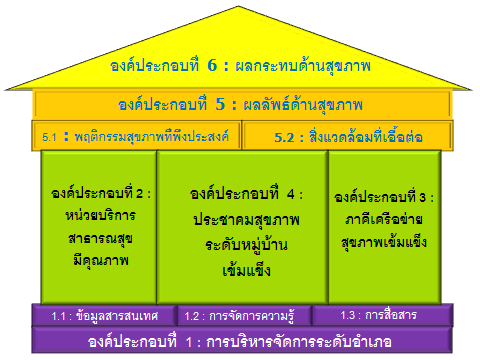 องค์ประกอบที่ 6 : ผลกระทบด้านสุขภาพ
องค์ประกอบที่ 5 : ผลลัพธ์ด้านสุขภาพ
5.1 : พฤติกรรมสุขภาพที่พึงประสงค์
5.2 : สิ่งแวดล้อมที่เอื้อต่อ
องค์ประกอบที่ 2 :
หน่วยบริการ
สาธารณสุข
มีคุณภาพ
องค์ประกอบที่ 4 :
ประชาคมสุขภาพ
ระดับหมู่บ้าน
เข้มแข็ง
องค์ประกอบที่ 3 :
ภาคีเครือข่าย
สุขภาพเข้มแข็ง
1.1 : ข้อมูลสารสนเทศ
1.2 : การจัดการความรู้
1.3 : การสื่อสาร
องค์ประกอบที่ 1 : การบริหารจัดการระดับอำเภอ